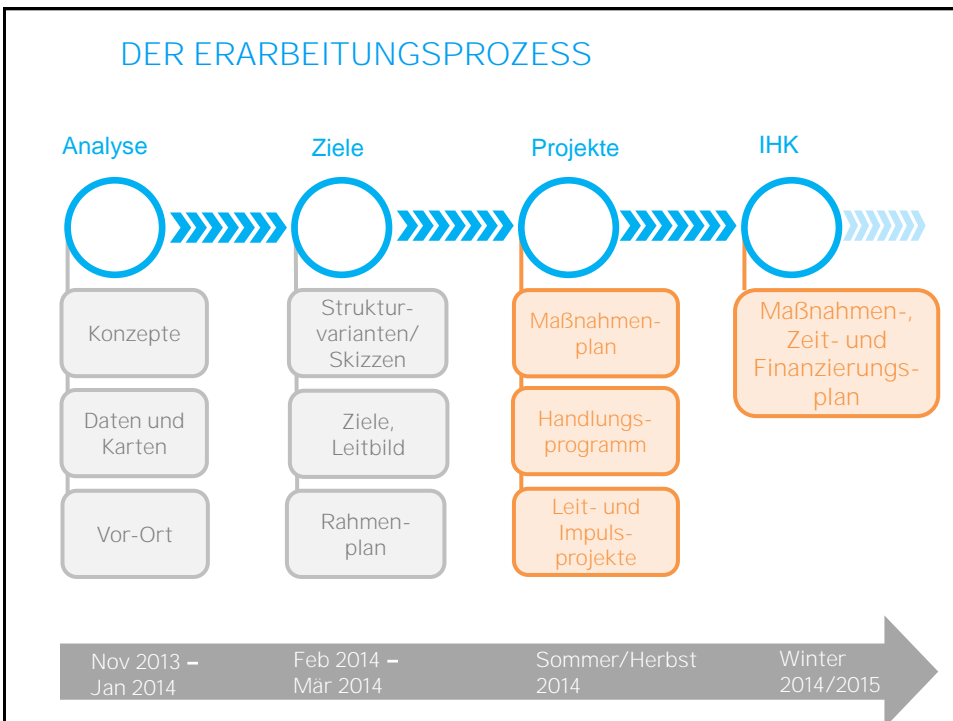 DER ERARBEITUNGSPROZESS
Analyse
Ziele
Projekte
IHK
Konzepte
Daten und
Karten
Vor-Ort
Struktur-
varianten/
Skizzen
Ziele,
Leitbild
Rahmen-
plan
Maßnahmen-
plan
Handlungs-
programm
Leit- und
Impuls-
projekte
Maßnahmen-,
Zeit- und
Finanzierungs-
plan
Nov 2013 –
Jan 2014
Feb 2014 –
Mär 2014
Sommer/Herbst
2014
Winter
2014/2015